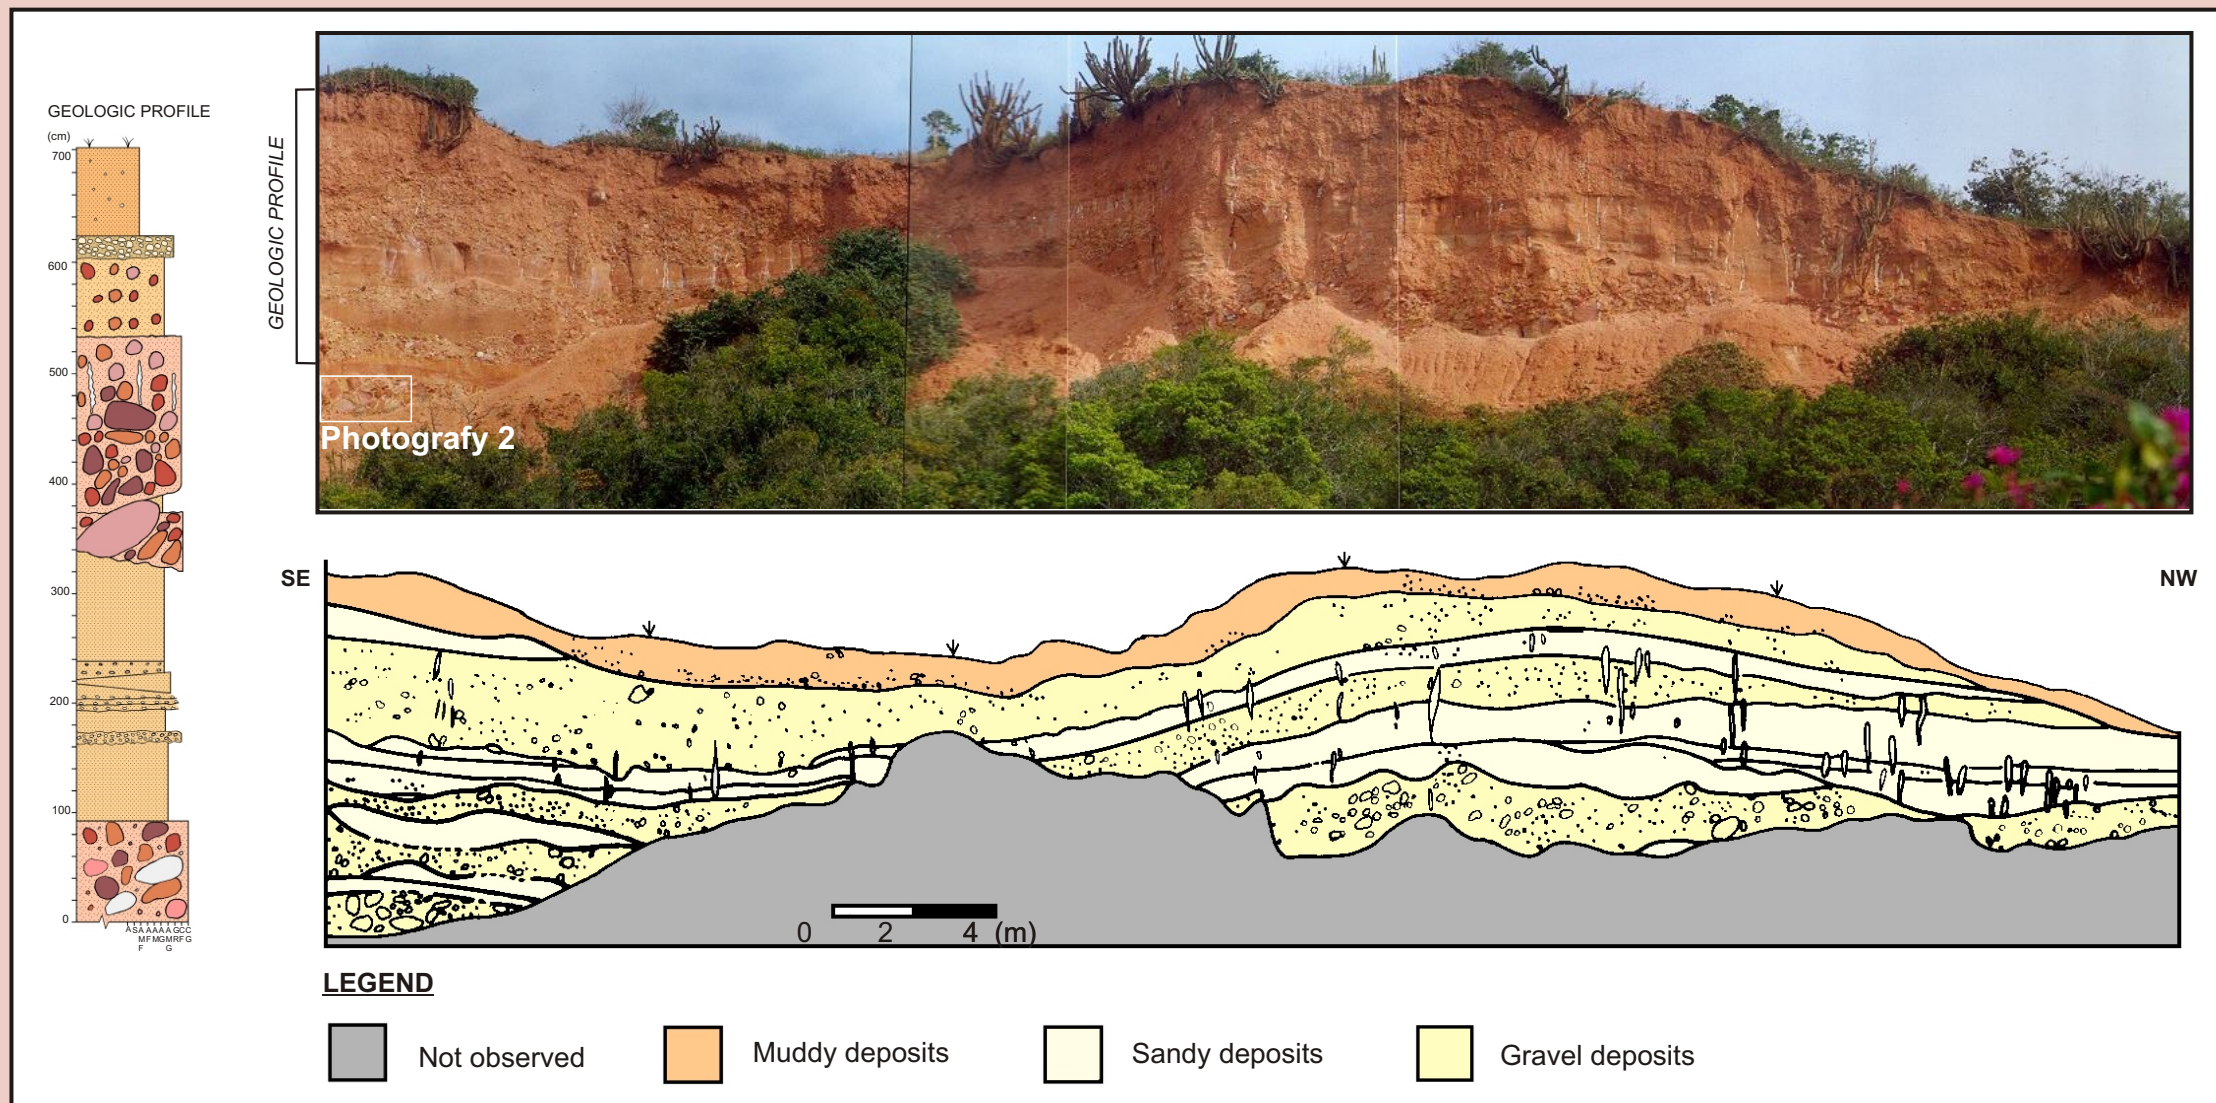 GEOLOGIC PROFILE
(cm)
700
600
500
400
300
200
100
0
GEOLOGIC PROFILE
Photografy 2
SE
NW
0 2 4 (m)
LEGEND
Not observed
Muddy deposits
Sandy deposits
Gravel deposits